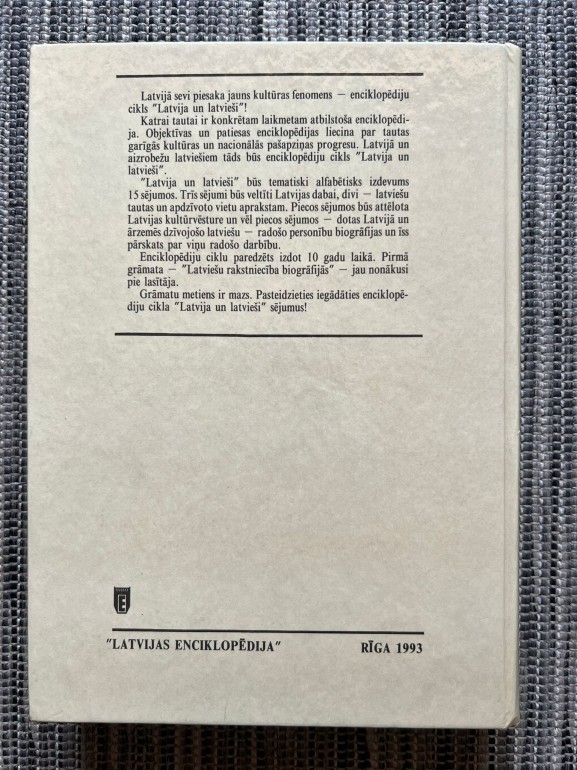 Latvijā sevi piesaka jauns kultūras fenomens — enciklopēdiju
cikls "Latvija un latvieši"!
Katrai tautai ir konkrētam laikmetam atbilstoša enciklopēdi-
ja. Objektīvas un patiesas enciklopēdijas liecina par tautas
garīgās kultūras un nacionālās pašapziņas progresu. Latvijā un
aizrobežu latviešiem tāds būs enciklopēdiju cikls "Latvija un
latvieši".
"Latvija un latvieši" būs tematiski alfabētisks izdevums
15 sējumos. Trīs sējumi būs veltīti Latvijas dabai, divi — latviešu
tautas un apdzīvoto vietu aprakstam. Piecos sējumos būs attēlota
Latvijas kultūrvēsture un vēl piecos sējumos — dotas Latvijā un
ārzemēs dzīvojošo latviešu — radošo personību biogrāfijas un īss
pārskats par viņu radošo darbību.
Enciklopēdiju ciklu paredzēts izdot 10 gadu laikā. Pirmā
grāmata — "Latviešu rakstniecība biogrāfijās" — jau nonākusi
pie lasītāja.
Grāmatu metiens ir mazs. Pasteidzieties iegādāties enciklopē-
diju cikla "Latvija un latvieši" sējumus!
E
"LATVIJAS ENCIKLOPĒDIJA" RĪGA 1993